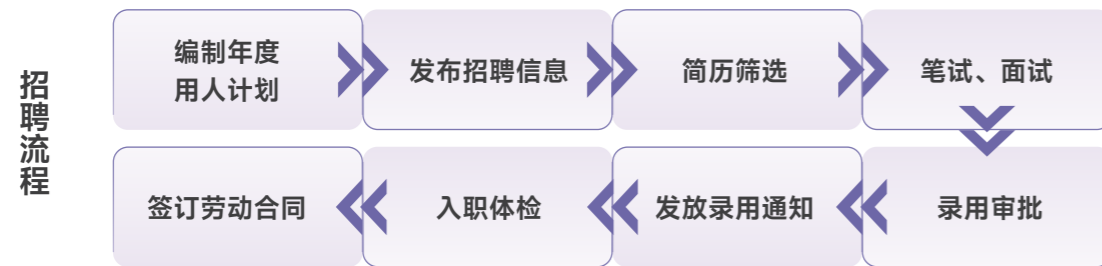 招聘流程
编制年度
用人计划
发布招聘信息
简历筛选
笔试、面试
录用审批
发放录用通知
入职体检
签订劳动合同